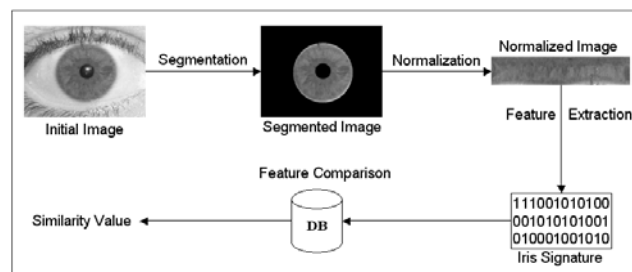 Segmentation
Normalization
Normalized Image
Initial Image
Segmented Image
Feature Extraction
Feature Comparison
DB
Similarity Value
111001010100
001010101001
010001001010
Iris Signature